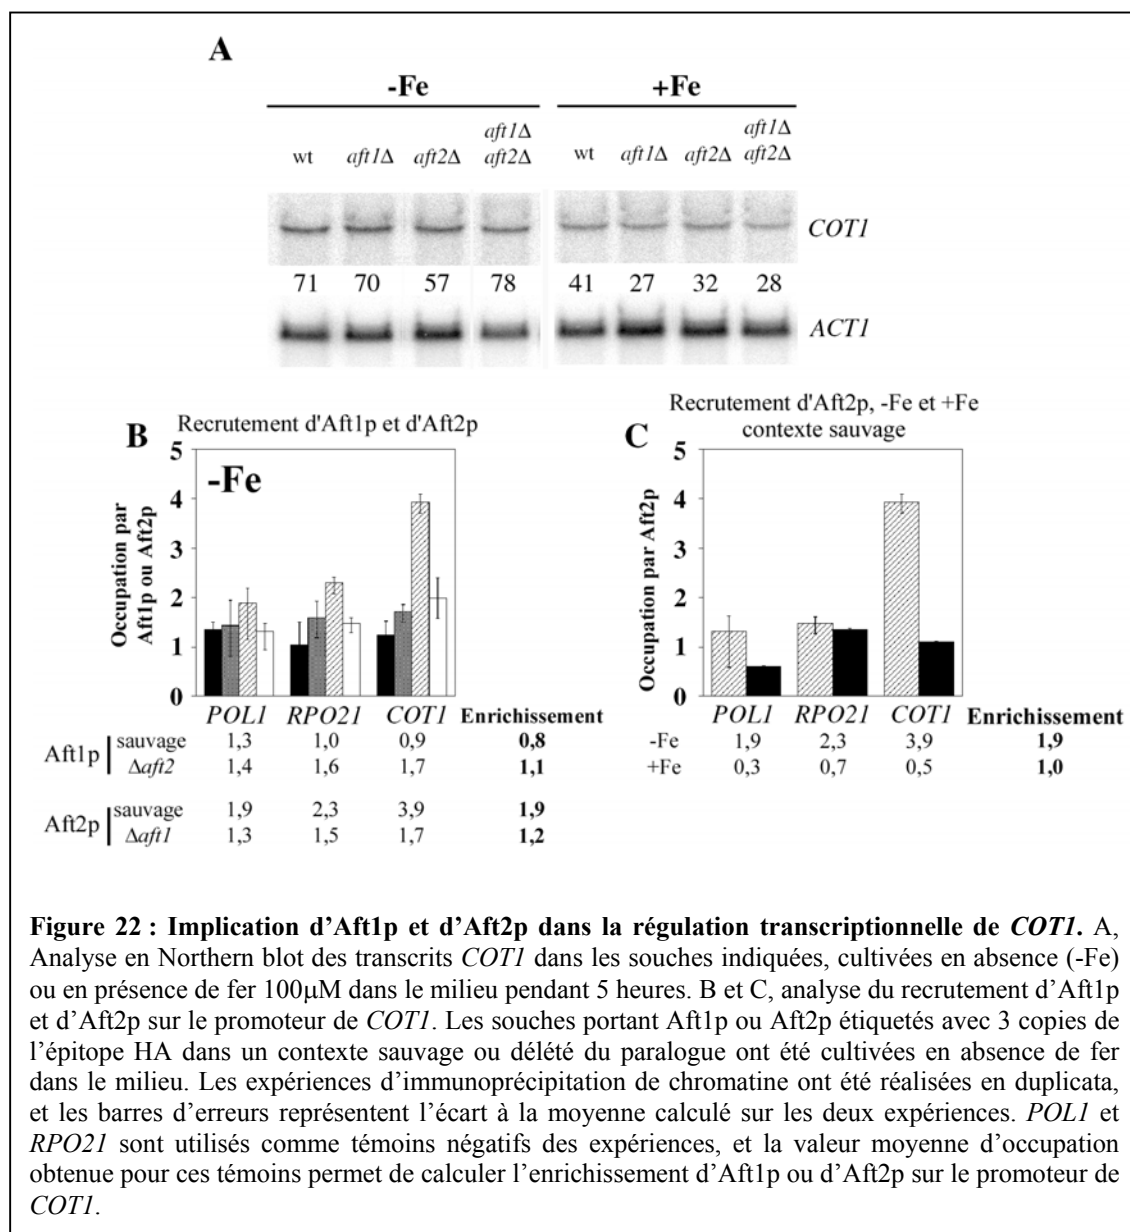 A
-Fe +Fe
aft1Δ aft1Δ
wt aft1Δ aft2Δ aft2Δ wt aft1Δ aft2Δ aft2Δ
COT1
71 70 57 78 41 27 32 28
ACT1
B Recrutement d'Aft1p et d'Aft2p
-Fe
Occupation par
Aft1p ou Aft2p
5
4
3
2
1
0
POL1 RPO21 COT1 Enrichissement
Aft1p sauvage 1,3 1,0 0,9 0,8
Δaft2 1,4 1,6 1,7 1,1
Aft2p sauvage 1,9 2,3 3,9 1,9
Δaft1 1,3 1,5 1,7 1,2
C Recrutement d'Aft2p, -Fe et +Fe
contexte sauvage
Occupation par Aft2p
5
4
3
2
1
0
POL1 RPO21 COT1 Enrichissement
-Fe 1,9 2,3 3,9 1,9
+Fe 0,3 0,7 0,5 1,0
Figure 22 : Implication d’Aft1p et d’Aft2p dans la régulation transcriptionnelle de COT1. A,
Analyse en Northern blot des transcrits COT1 dans les souches indiquées, cultivées en absence (-Fe)
ou en présence de fer 100μM dans le milieu pendant 5 heures. B et C, analyse du recrutement d’Aft1p
et d’Aft2p sur le promoteur de COT1. Les souches portant Aft1p ou Aft2p étiquetés avec 3 copies de
l’épitope HA dans un contexte sauvage ou délété du paralogue ont été cultivées en absence de fer
dans le milieu. Les expériences d’immunoprécipitation de chromatine ont été réalisées en duplicata,
et les barres d’erreurs représentent l’écart à la moyenne calculé sur les deux expériences. POL1 et
RPO21 sont utilisés comme témoins négatifs des expériences, et la valeur moyenne d’occupation
obtenue pour ces témoins permet de calculer l’enrichissement d’Aft1p ou d’Aft2p sur le promoteur de
COT1.